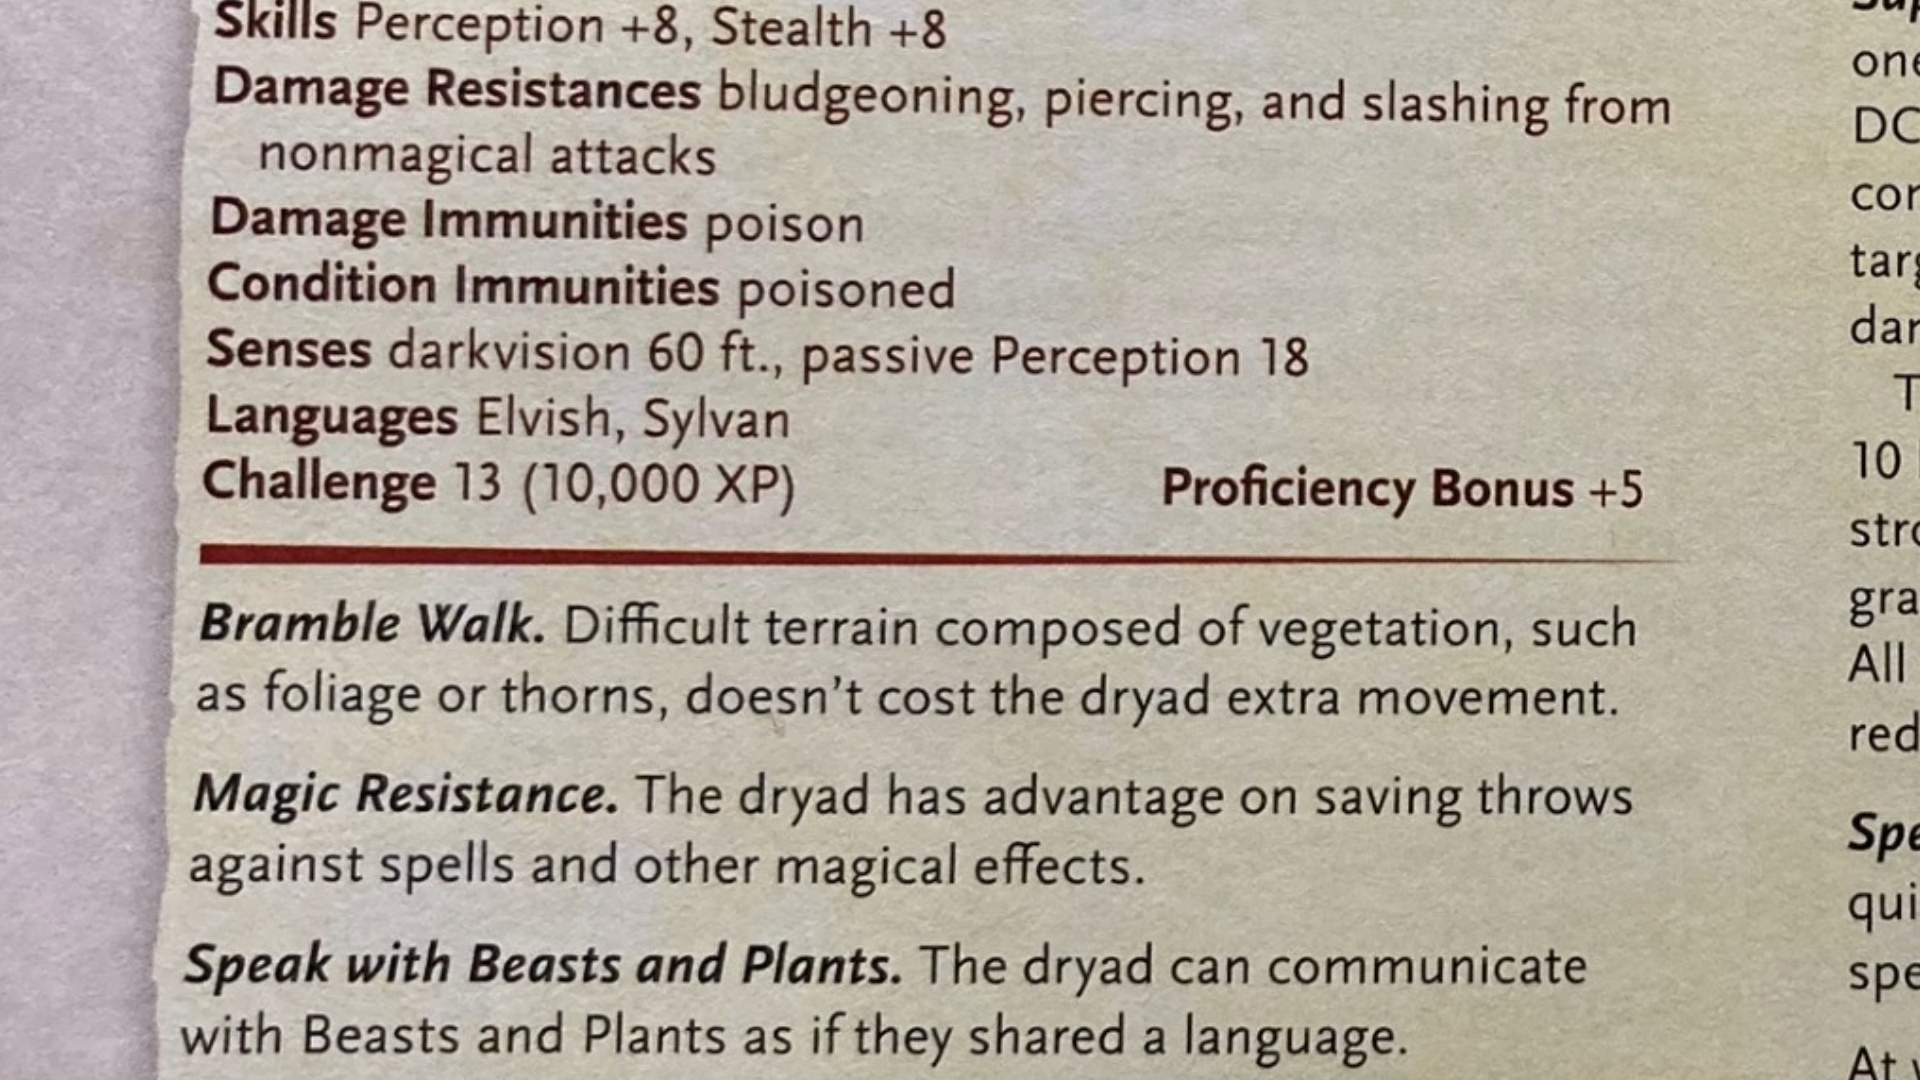 Skills Perception +8, Stealth +8
Damage Resistances bludgeoning, piercing, and slashing from
nonmagical attacks
Damage Immunities poison
Condition Immunities poisoned
Senses darkvision 60 ft., passive Perception 18
Languages Elvish, Sylvan
Challenge 13 (10,000 XP) Proficiency Bonus +5
Bramble Walk. Difficult terrain composed of vegetation, such
as foliage or thorns, doesn't cost the dryad extra movement.
Magic Resistance. The dryad has advantage on saving throws
against spells and other magical effects.
Speak with Beasts and Plants. The dryad can communicate
with Beasts and Plants as if they shared a language.
DC
10
All
At